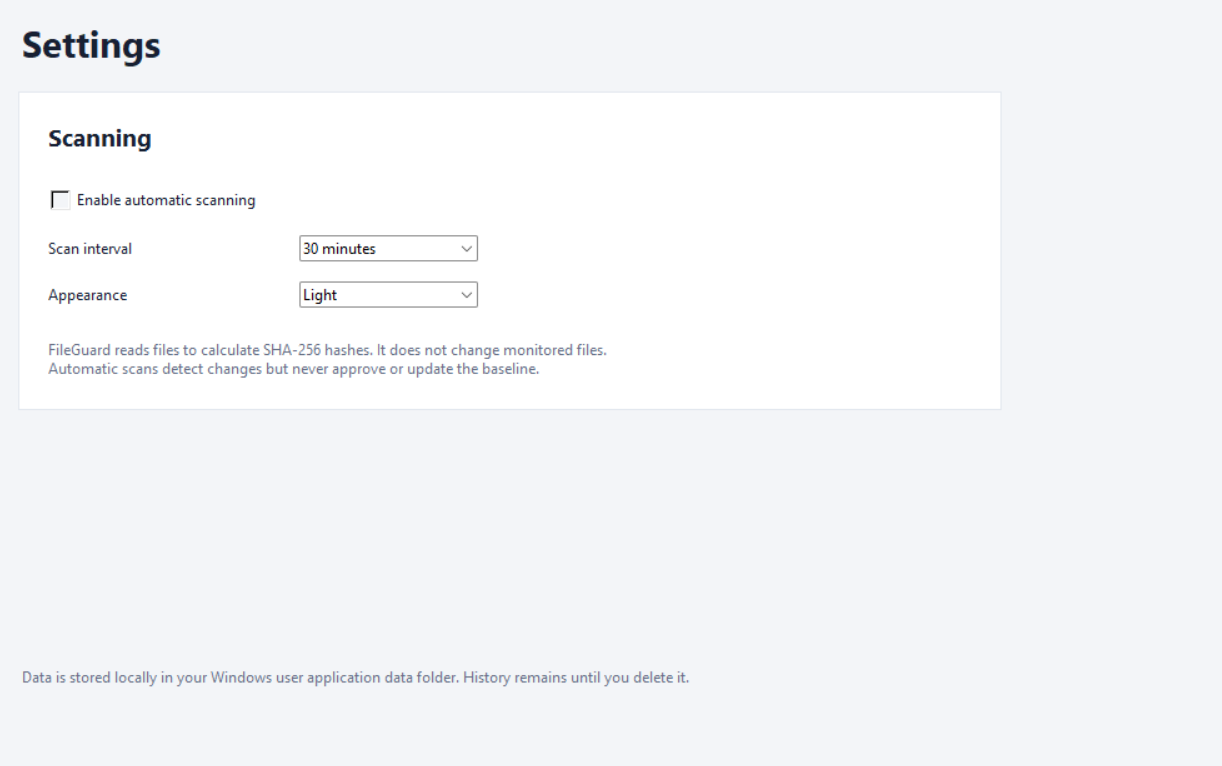 Settings
Scanning
Enable automatic scanning
Scan interval
30 minutes
Appearance
Light
FileGuard reads files to calculate SHA-256 hashes. It does not change monitored files.
Automatic scans detect changes but never approve or update the baseline.
Data is stored locally in your Windows user application data folder. History remains until you delete it.